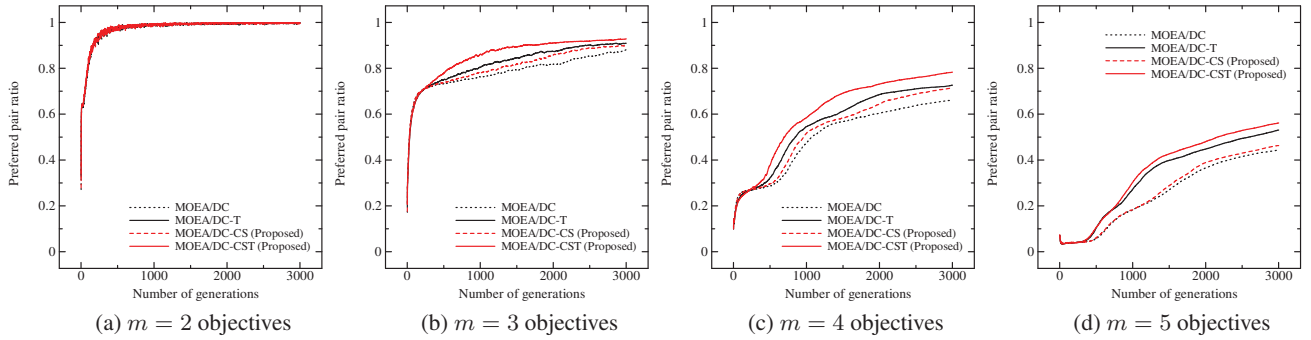 1
0.8
0.6
0.4
0.2
0
Preferred pair ratio
MOEA/DC
MOEA/DC-T
MOEA/DC-CS (Proposed)
MOEA/DC-CST (Proposed)
0 1000 2000 3000
Number of generations
(a) m = 2 objectives
1
0.8
0.6
0.4
0.2
0
Preferred pair ratio
MOEA/DC
MOEA/DC-T
MOEA/DC-CS (Proposed)
MOEA/DC-CST (Proposed)
0 1000 2000 3000
Number of generations
(b) m = 3 objectives
1
0.8
0.6
0.4
0.2
0
Preferred pair ratio
MOEA/DC
MOEA/DC-T
MOEA/DC-CS (Proposed)
MOEA/DC-CST (Proposed)
0 1000 2000 3000
Number of generations
(c) m = 4 objectives
1
0.8
0.6
0.4
0.2
0
Preferred pair ratio
MOEA/DC
MOEA/DC-T
MOEA/DC-CS (Proposed)
MOEA/DC-CST (Proposed)
0 1000 2000 3000
Number of generations
(d) m = 5 objectives